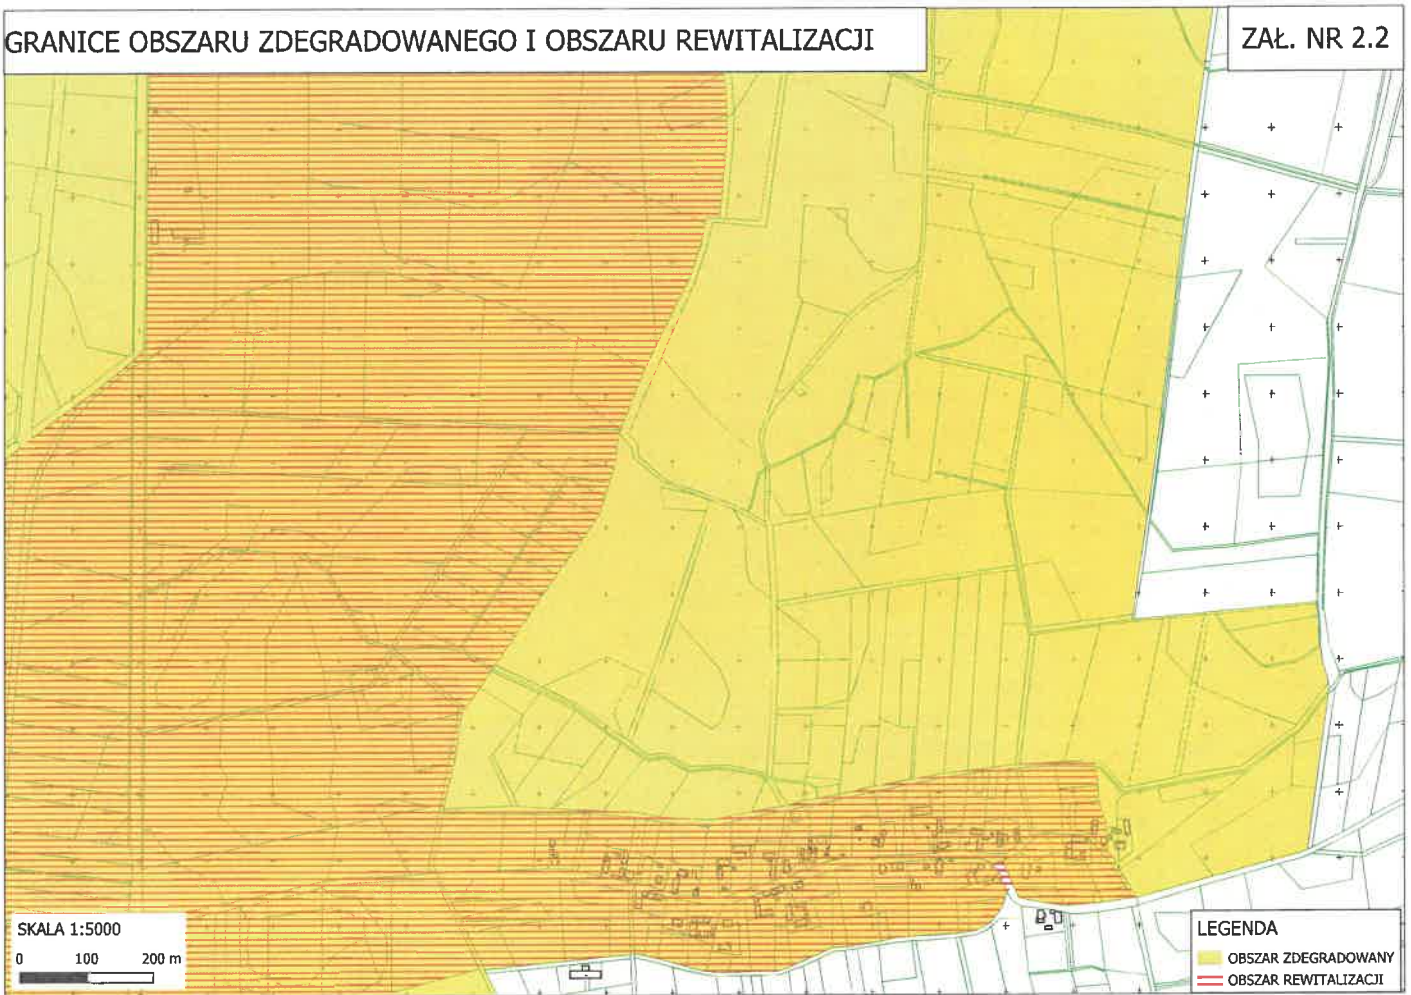 GRANICE OBSZARU ZDEGRADOWANEGO I OBSZARU REWITALIZACJI
ZAŁ. NR 2.2
SKALA 1:5000
0 100 200 m
LEGENDA
OBSZAR ZDEGRADOWANY
OBSZAR REWITALIZACJI